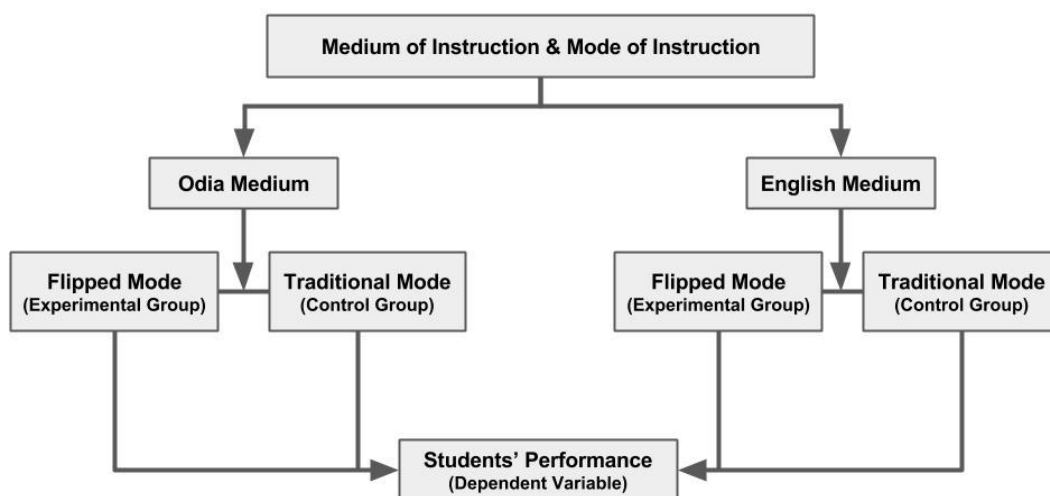 Medium of Instruction & Mode of Instruction
Odia Medium
English Medium
Flipped Mode
(Experimental Group)
Traditional Mode
(Control Group)
Flipped Mode
(Experimental Group)
Traditional Mode
(Control Group)
Students’ Performance
(Dependent Variable)